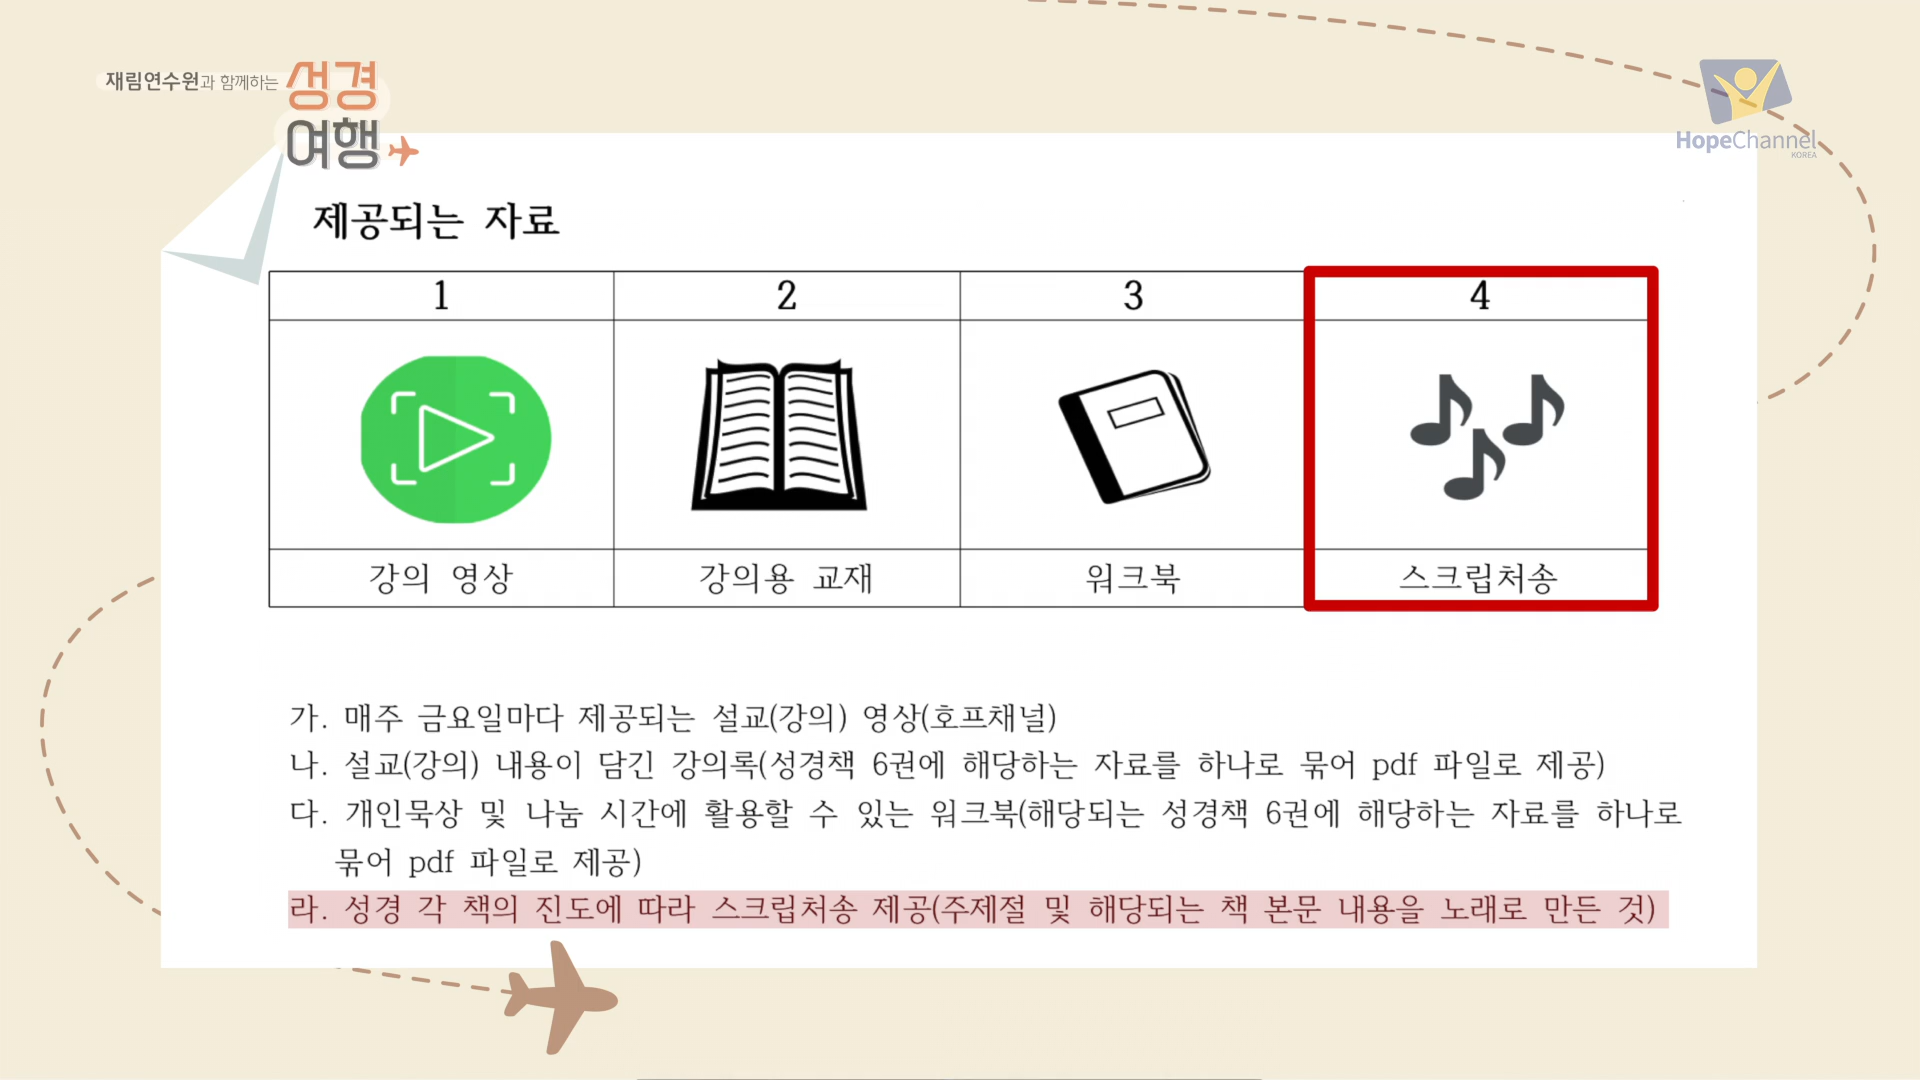 재림연수원과 함께하는 성경
여행
HopeChannel
KOREA
제공되는 자료
1 2 3 4
강의 영상 강의용 교재 워크북 스크립처송
가. 매주 금요일마다 제공되는 설교(강의) 영상(호프채널)
나. 설교(강의) 내용이 담긴 강의록(성경책 6권에 해당하는 자료를 하나로 묶어 pdf 파일로 제공)
다. 개인묵상 및 나눔 시간에 활용할 수 있는 워크북(해당되는 성경책 6권에 해당하는 자료를 하나로
묶어 pdf 파일로 제공)
라. 성경 각 책의 진도에 따라 스크립처송 제공(주제절 및 해당되는 책 본문 내용을 노래로 만든 것)